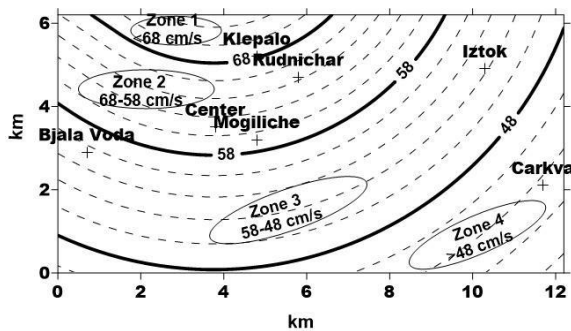 6
4
2
0
km
0
2
4
6
8
10
12
km
Zone 1
<68 cm/s
Klepalo
68
Rudnichar
58
Iztok
Zone 2
68-58 cm/s
Center
Mogiliche
Bjala Voda
58
48
Carkva
Zone 3
58-48 cm/s
Zone 4
>48 cm/s